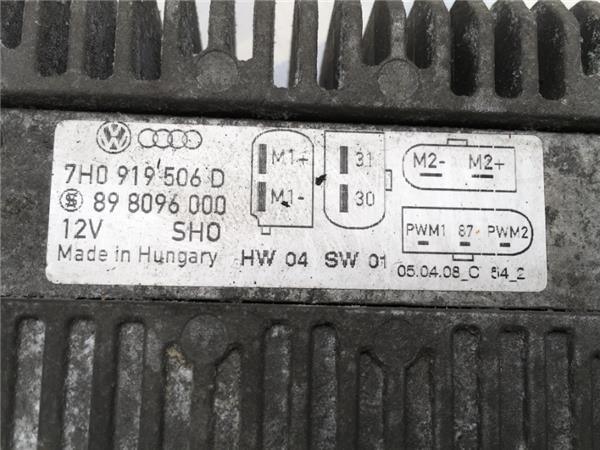 7H0 919 506 D
89 8096 000
12V SHO
Made in Hungary
HW 04 SW 01
M1+
M1-
31
30
M2- M2+
PWM1 87 PWM2
05.04.08_C 54_2